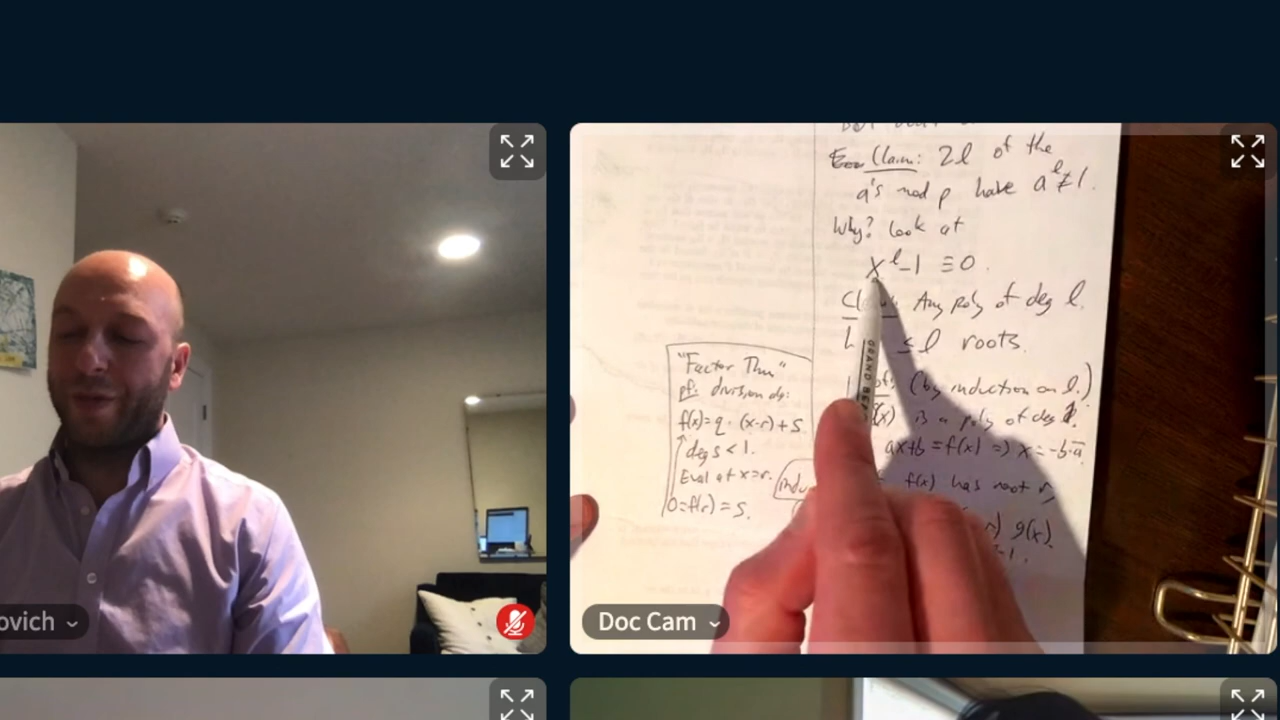 Claim: 2l of the
a's mod p have a^l ≢ 1.
Why? Look at
x^l-1 ≡0.
Any poly of deg l.
≤l roots.
(by induction on l.)
is a poly of deg 1.
ax+b=f(x) => x=-b·a̅
f(x) has root r,
g(x)
"Factor Thm"
pf: division alg:
f(x)=q·(x-r)+s
deg s<1.
Eval at x=r.
0=f(r)=s.
ovich
Doc Cam
GRAND